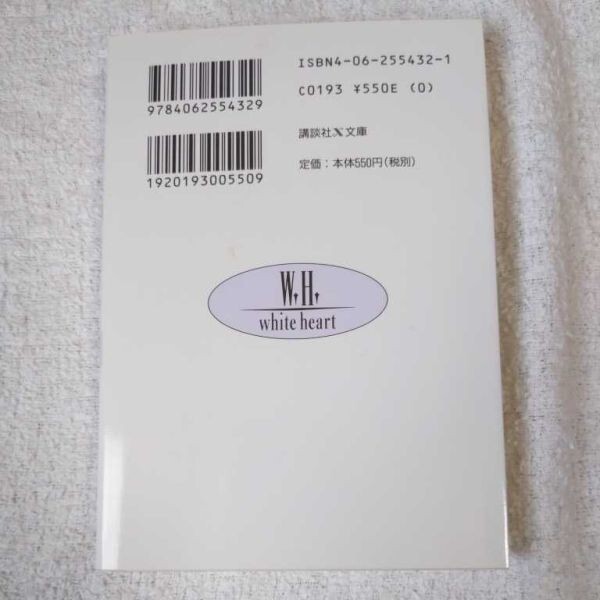 ISBN4-06-255432-1
9784062554329
C0193 ¥550E (0)
講談社X文庫
定価：本体550円（税別）
1920193005509
W.H.
white heart